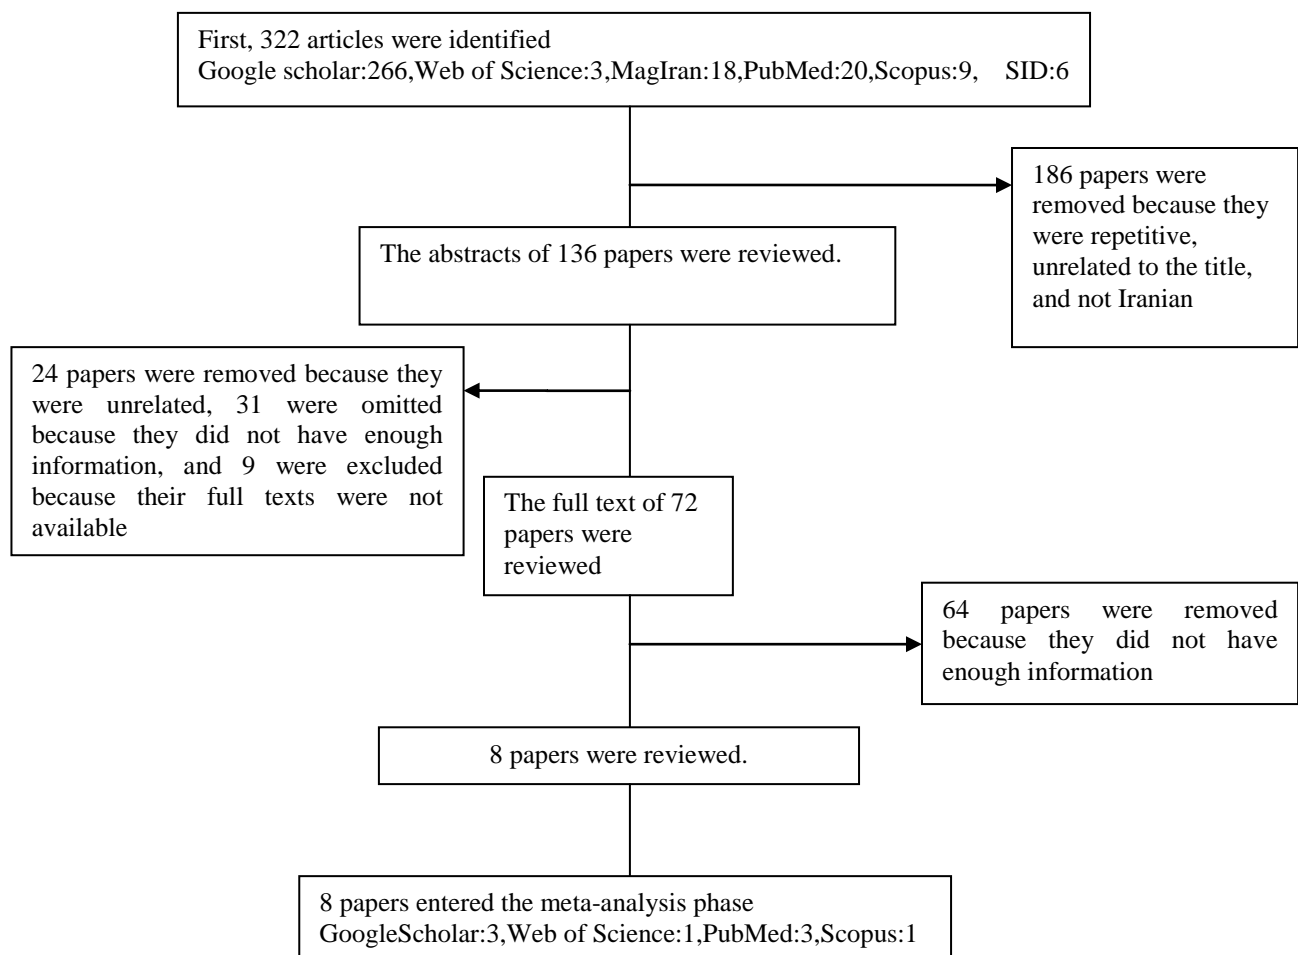 First, 322 articles were identified
Google scholar:266,Web of Science:3,MagIran:18,PubMed:20,Scopus:9, SID:6
186 papers were
removed because they
were repetitive,
unrelated to the title,
and not Iranian
The abstracts of 136 papers were reviewed.
24 papers were removed because they
were unrelated, 31 were omitted
because they did not have enough
information, and 9 were excluded
because their full texts were not
available
The full text of 72
papers were
reviewed
64 papers were removed
because they did not have
enough information
8 papers were reviewed.
8 papers entered the meta-analysis phase
GoogleScholar:3,Web of Science:1,PubMed:3,Scopus:1